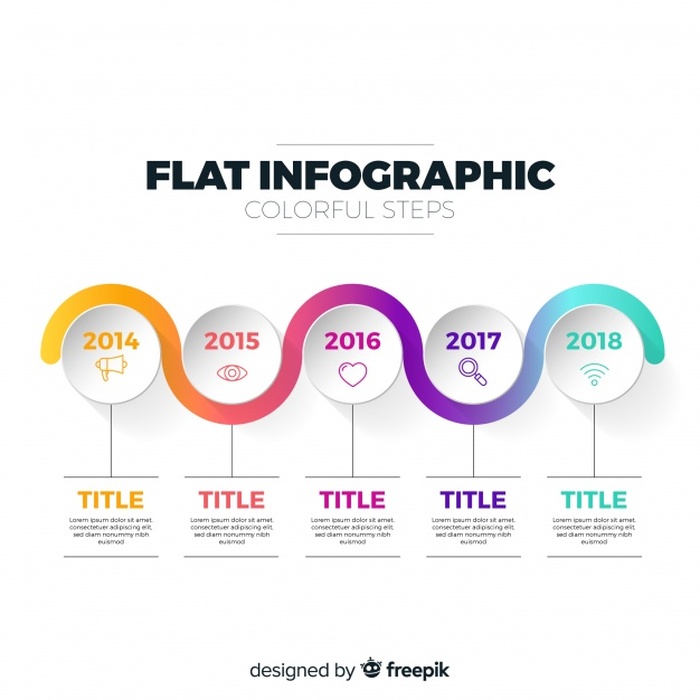 FLAT INFOGRAPHIC
COLORFUL STEPS
2014
2015
2016
2017
2018
TITLE
Lorem ipsum dolor sit amet,
consectetuer adipiscing elit,
sed diam nonummy nibh
euismod
TITLE
Lorem ipsum dolor sit amet,
consectetuer adipiscing elit,
sed diam nonummy nibh
euismod
TITLE
Lorem ipsum dolor sit amet,
consectetuer adipiscing elit,
sed diam nonummy nibh
euismod
TITLE
Lorem ipsum dolor sit amet,
consectetuer adipiscing elit,
sed diam nonummy nibh
euismod
TITLE
Lorem ipsum dolor sit amet,
consectetuer adipiscing elit,
sed diam nonummy nibh
euismod
designed by freepik